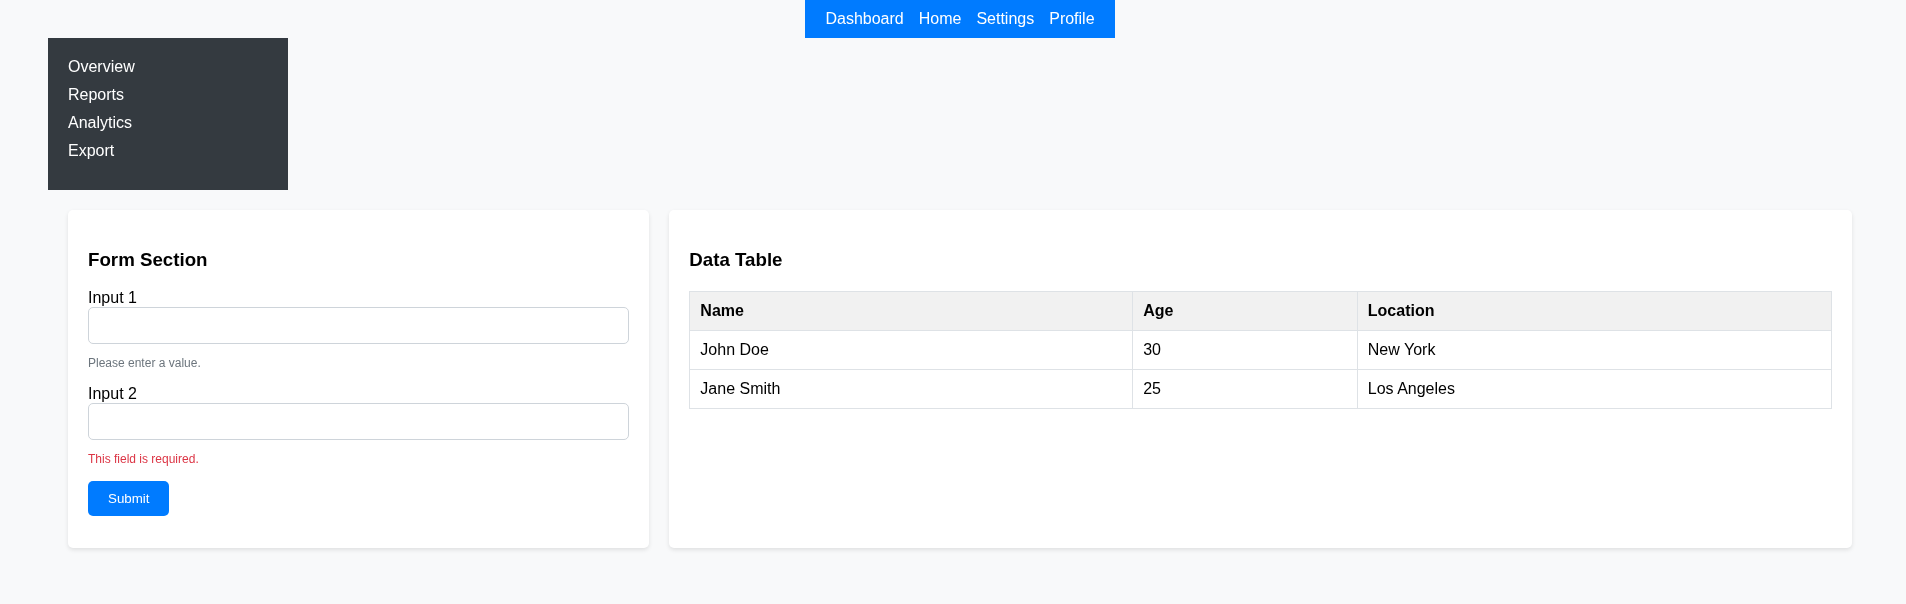 Dashboard Home Settings Profile
Overview
Reports
Analytics
Export
Form Section
Input 1
Please enter a value.
Input 2
This field is required.
Submit
Data Table
Name Age Location
John Doe 30 New York
Jane Smith 25 Los Angeles